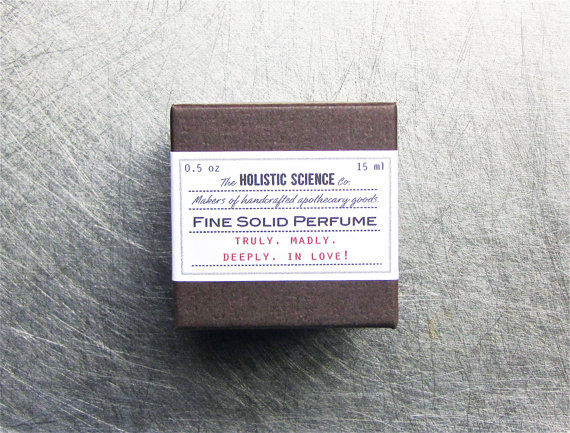 0.5 oz 15 ml
The HOLISTIC SCIENCE Co.
Makers of handcrafted apothecary goods.
FINE SOLID PERFUME
TRULY. MADLY.
DEEPLY. IN LOVE!